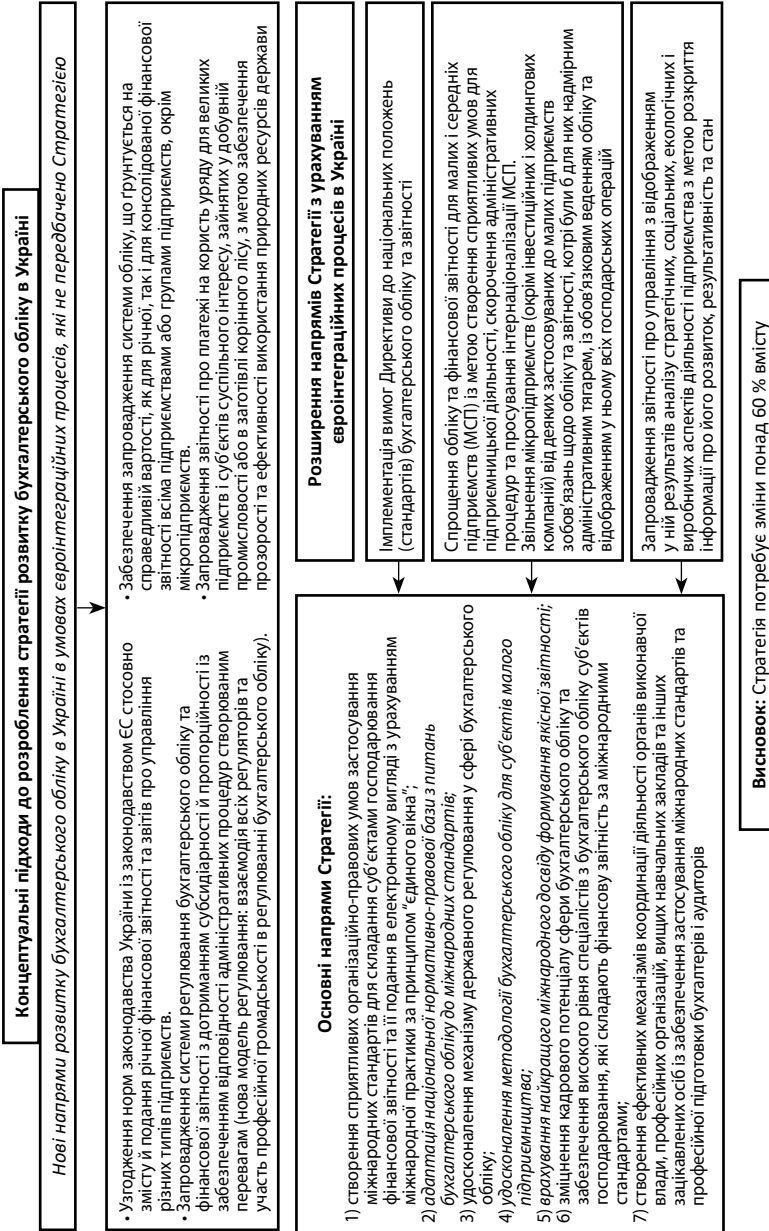 Концептуальні підходи до розроблення стратегії розвитку бухгалтерського обліку в Україні
Нові напрями розвитку бухгалтерського обліку в Україні в умовах євроінтеграційних процесів, які не передбачено Стратегією
• Узгодження норм законодавства України із законодавством ЄС стосовно
змісту й подання річної фінансової звітності та звітів про управління
різних типів підприємств.
• Запровадження системи регулювання бухгалтерського обліку та
фінансової звітності з дотриманням субсидіарності й пропорційності із
забезпеченням відповідності адміністративних процедур створюваним
перевагам (нова модель регулювання: взаємодія всіх регуляторів та
участь професійної громадськості в регулюванні бухгалтерського обліку).
• Забезпечення запровадження системи обліку, що ґрунтується на
справедливій вартості, як для річної, так і для консолідованої фінансової
звітності всіма підприємствами або групами підприємств, окрім
мікропідприємств.
• Запровадження звітності про платежі на користь уряду для великих
підприємств і суб’єктів суспільного інтересу, зайнятих у добувній
промисловості або в заготівлі корінного лісу, з метою забезпечення
прозорості та ефективності використання природних ресурсів держави
Основні напрями Стратегії:
1) створення сприятливих організаційно-правових умов застосування
міжнародних стандартів для складання суб’єктами господарювання
фінансової звітності та її подання в електронному вигляді з урахуванням
міжнародної практики за принципом “єдиного вікна”;
2) адаптація національної нормативно-правової бази з питань
бухгалтерського обліку до міжнародних стандартів;
3) удосконалення механізму державного регулювання у сфері бухгалтерського
обліку;
4) удосконалення методології бухгалтерського обліку для суб’єктів малого
підприємництва;
5) врахування найкращого міжнародного досвіду формування якісної звітності;
6) зміцнення кадрового потенціалу сфери бухгалтерського обліку та
забезпечення високого рівня спеціалістів з бухгалтерського обліку суб’єктів
господарювання, які складають фінансову звітність за міжнародними
стандартами;
7) створення ефективних механізмів координації діяльності органів виконавчої
влади, професійних організацій, вищих навчальних закладів та інших
зацікавлених осіб із забезпечення застосування міжнародних стандартів та
професійної підготовки бухгалтерів і аудиторів
Розширення напрямів Стратегії з урахуванням
євроінтеграційних процесів в Україні
Імплементація вимог Директиви до національних положень
(стандартів) бухгалтерського обліку та звітності
Спрощення обліку та фінансової звітності для малих і середніх
підприємств (МСП) із метою створення сприятливих умов для
підприємницької діяльності, скорочення адміністративних
процедур та просування інтернаціоналізації МСП.
Звільнення мікропідприємств (окрім інвестиційних і холдингових
компаній) від деяких застосовуваних до малих підприємств
зобов’язань щодо обліку та звітності, котрі були б для них надмірним
адміністративним тягарем, із обов’язковим веденням обліку та
відображенням у ньому всіх господарських операцій
Запровадження звітності про управління з відображенням
у ній результатів аналізу стратегічних, соціальних, екологічних і
виробничих аспектів діяльності підприємства з метою розкриття
інформації про його розвиток, результативність та стан
Висновок: Стратегія потребує зміни понад 60 % вмісту